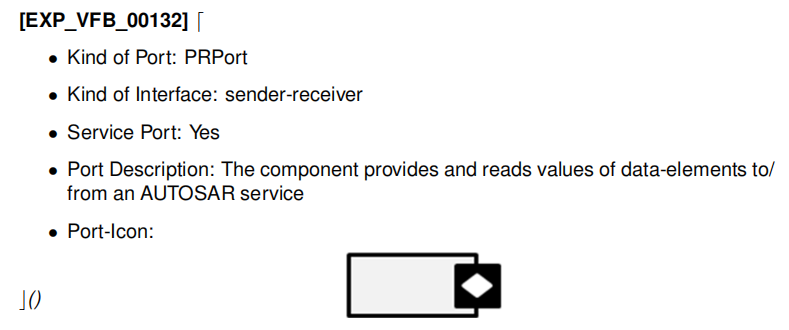 [EXP_VFB_00132] ⌈
• Kind of Port: PRPort
• Kind of Interface: sender-receiver
• Service Port: Yes
• Port Description: The component provides and reads values of data-elements to/
from an AUTOSAR service
• Port-Icon:
⌋()